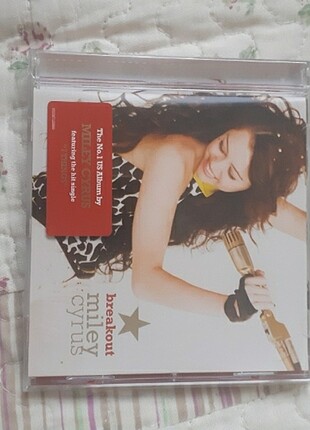 The No.1 US Album by
MILEY CYRUS
featuring the hit single
breakout
miley
cyrus